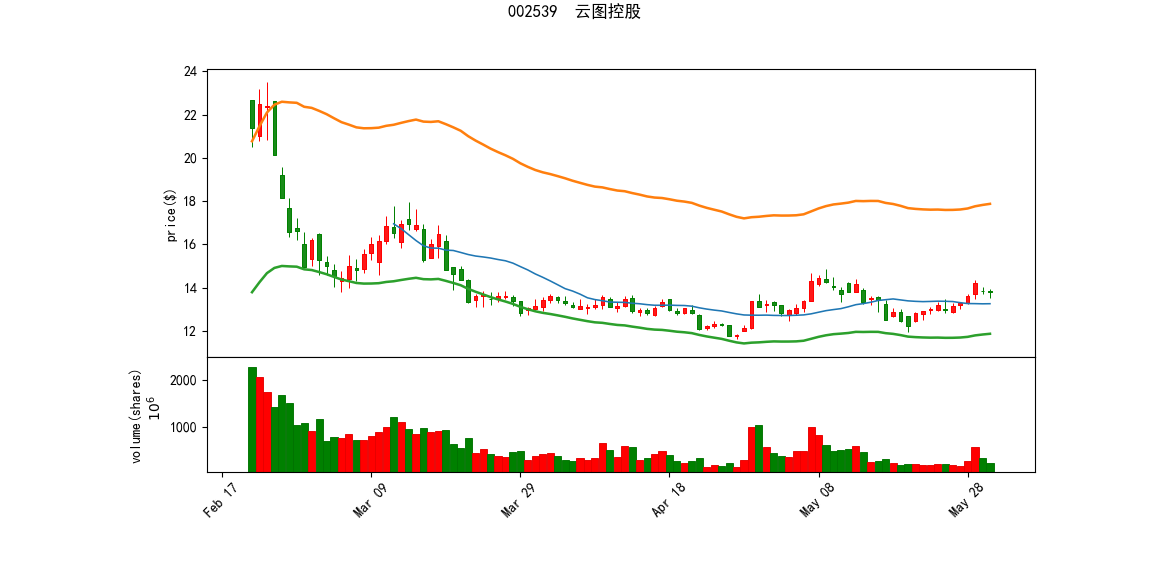 002539 云图控股
24
22
20
18
16
14
12
price($)
2000
1000
volume(shares)
10^6
Feb 17
Mar 09
Mar 29
Apr 18
May 08
May 28